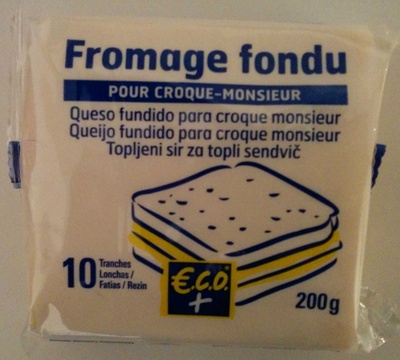 Fromage fondu
POUR CROQUE-MONSIEUR
Queso fundido para croque monsieur
Queijo fundido para croque monsieur
Topljeni sir za topli sendvič
10 Tranches
Lonchas /
Fatias / Rezin
€.C.O.
+
200g